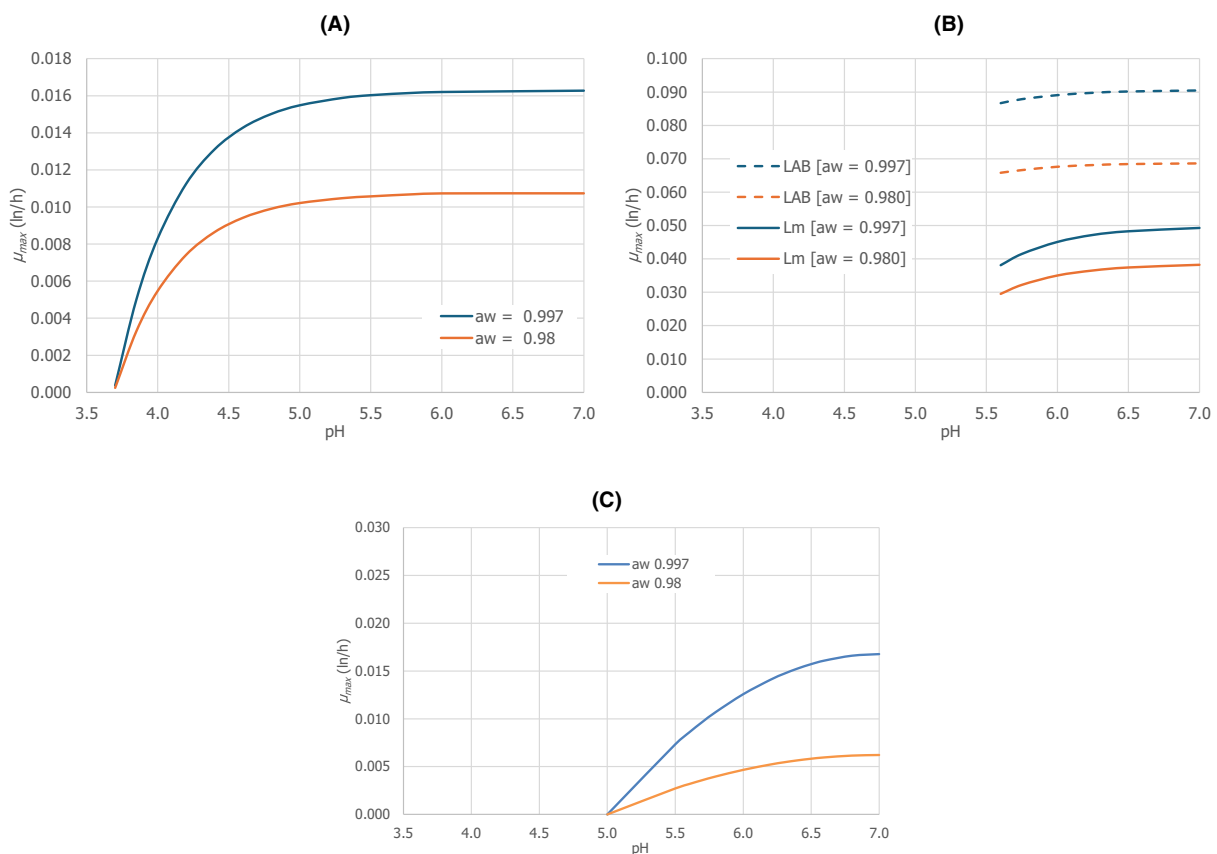 (A)
0.018
0.016
0.014
0.012
0.010
0.008
0.006
0.004
0.002
0.000
μmax (ln/h)
aw = 0.997
aw = 0.98
3.5 4.0 4.5 5.0 5.5 6.0 6.5 7.0
pH
(B)
0.100
0.090
0.080
0.070
0.060
0.050
0.040
0.030
0.020
0.010
0.000
μmax (ln/h)
LAB [aw = 0.997]
LAB [aw = 0.980]
Lm [aw = 0.997]
Lm [aw = 0.980]
3.5 4.0 4.5 5.0 5.5 6.0 6.5 7.0
pH
(C)
0.030
0.025
0.020
0.015
0.010
0.005
0.000
μmax (ln/h)
aw 0.997
aw 0.98
3.5 4.0 4.5 5.0 5.5 6.0 6.5 7.0
pH